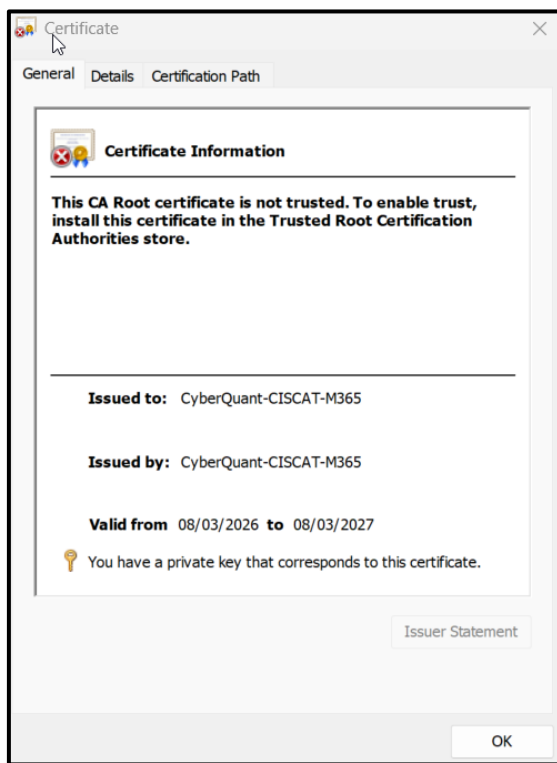 Certificate
General Details Certification Path
Certificate Information
This CA Root certificate is not trusted. To enable trust,
install this certificate in the Trusted Root Certification
Authorities store.
Issued to: CyberQuant-CISCAT-M365
Issued by: CyberQuant-CISCAT-M365
Valid from 08/03/2026 to 08/03/2027
You have a private key that corresponds to this certificate.
Issuer Statement
OK